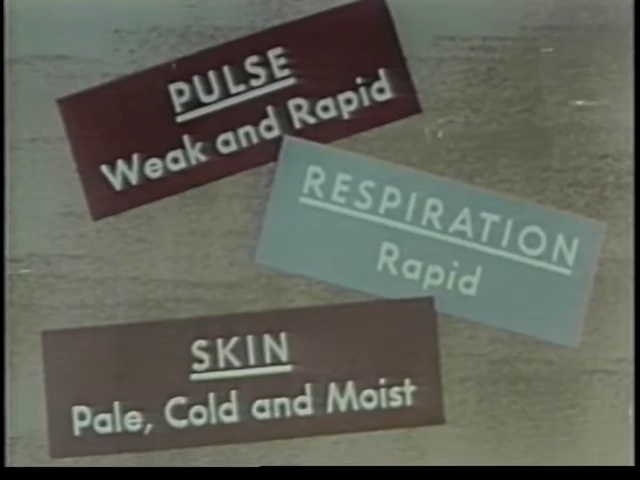 PULSE
Weak and Rapid
RESPIRATION
Rapid
SKIN
Pale, Cold and Moist